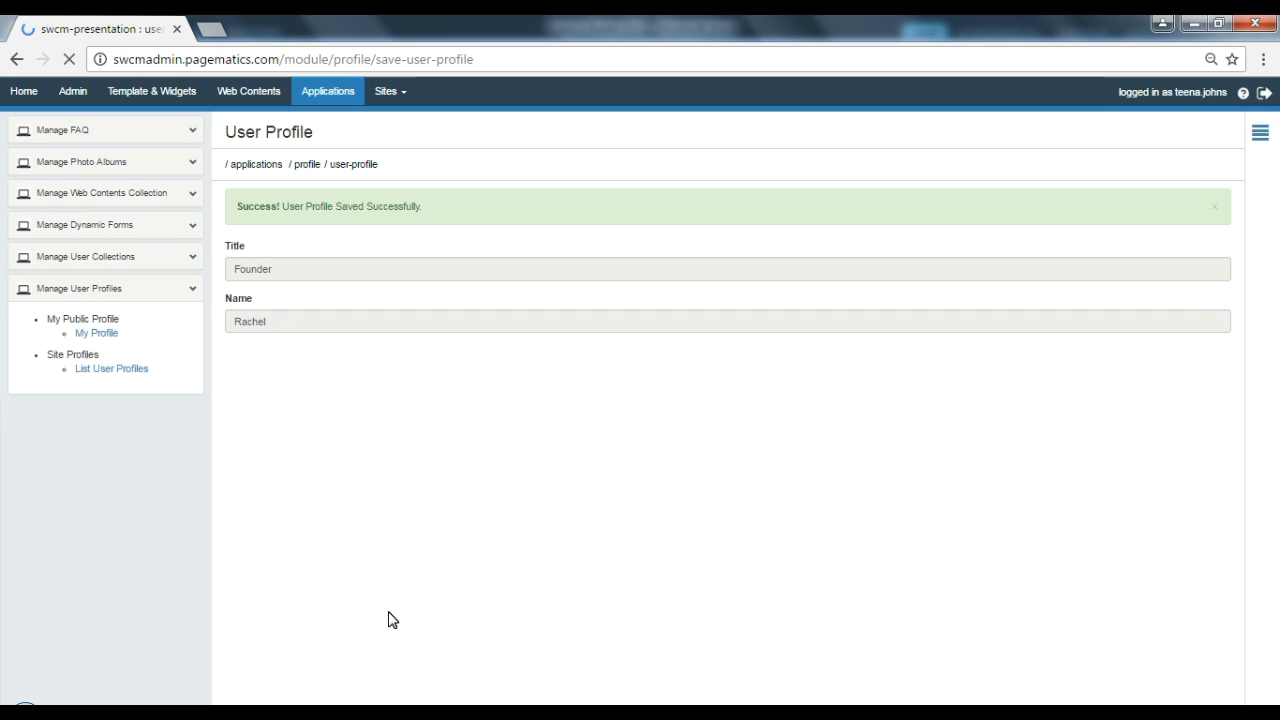 swcm-presentation : use
swcmadmin.pagematics.com/module/profile/save-user-profile
Home Admin Template & Widgets Web Contents Applications Sites logged in as teena.johns
Manage FAQ
Manage Photo Albums
Manage Web Contents Collection
Manage Dynamic Forms
Manage User Collections
Manage User Profiles
My Public Profile
My Profile
Site Profiles
List User Profiles
User Profile
/ applications / profile / user-profile
Success! User Profile Saved Successfully. ×
Title
Founder
Name
Rachel